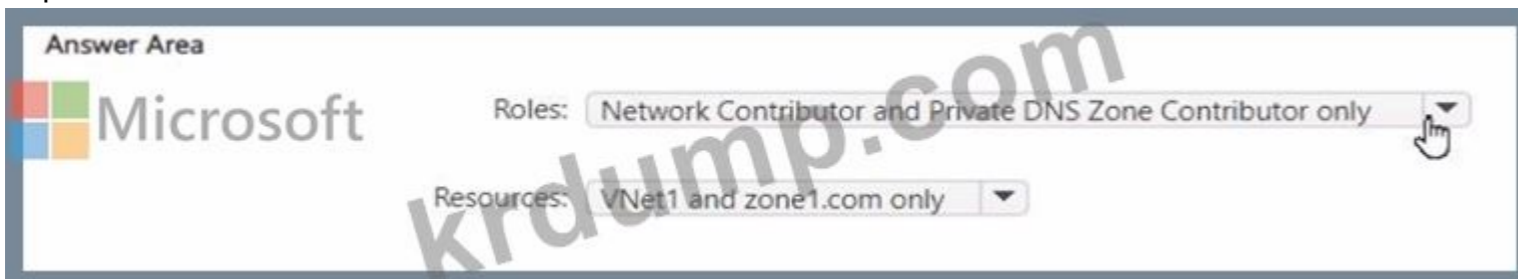 Answer Area
Microsoft
Roles: Network Contributor and Private DNS Zone Contributor only
Resources: VNet1 and zone1.com only
krdump.com